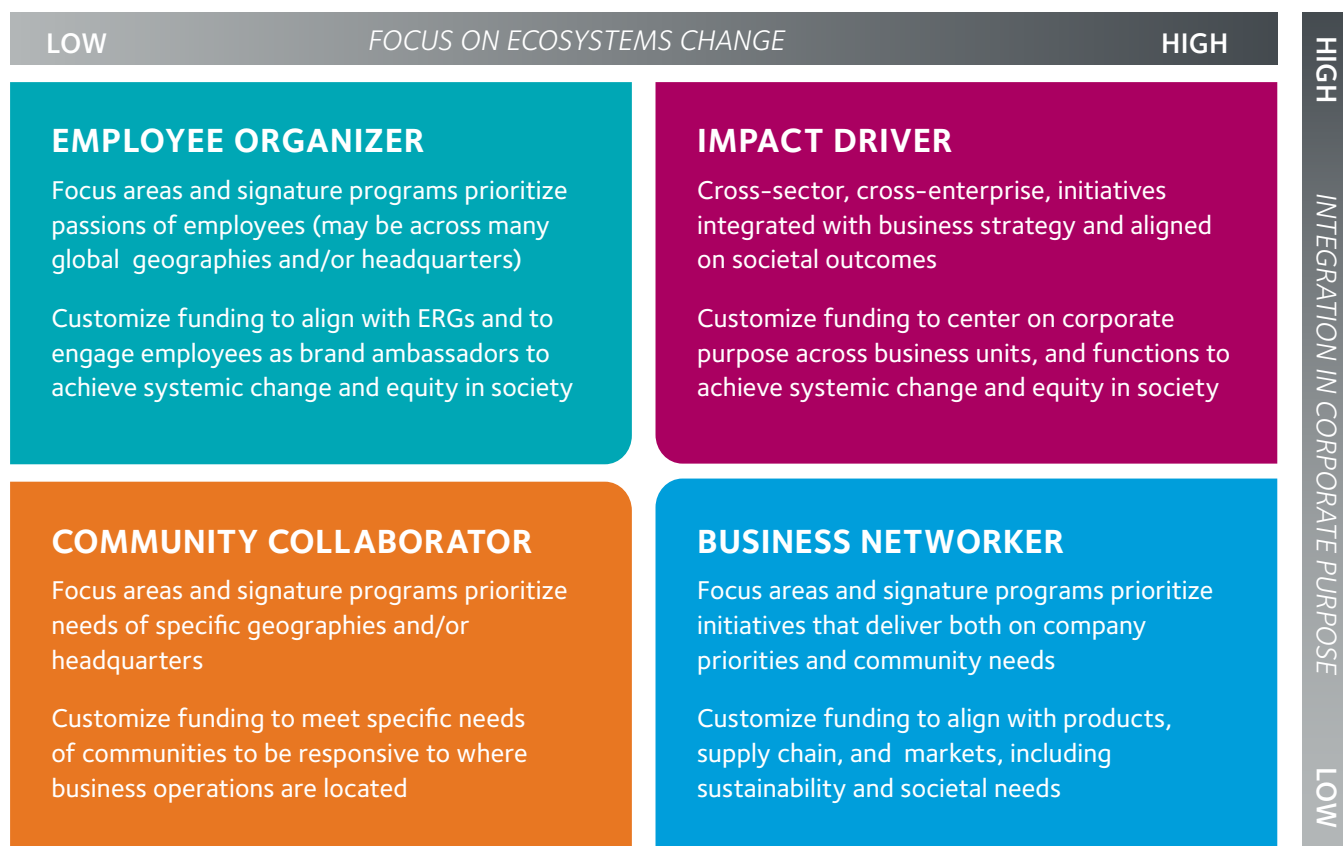 LOW FOCUS ON ECOSYSTEMS CHANGE HIGH
EMPLOYEE ORGANIZER
Focus areas and signature programs prioritize
passions of employees (may be across many
global geographies and/or headquarters)
Customize funding to align with ERGs and to
engage employees as brand ambassadors to
achieve systemic change and equity in society
IMPACT DRIVER
Cross-sector, cross-enterprise, initiatives
integrated with business strategy and aligned
on societal outcomes
Customize funding to center on corporate
purpose across business units, and functions to
achieve systemic change and equity in society
COMMUNITY COLLABORATOR
Focus areas and signature programs prioritize
needs of specific geographies and/or
headquarters
Customize funding to meet specific needs
of communities to be responsive to where
business operations are located
BUSINESS NETWORKER
Focus areas and signature programs prioritize
initiatives that deliver both on company
priorities and community needs
Customize funding to align with products,
supply chain, and markets, including
sustainability and societal needs
HIGH INTEGRATION IN CORPORATE PURPOSE LOW